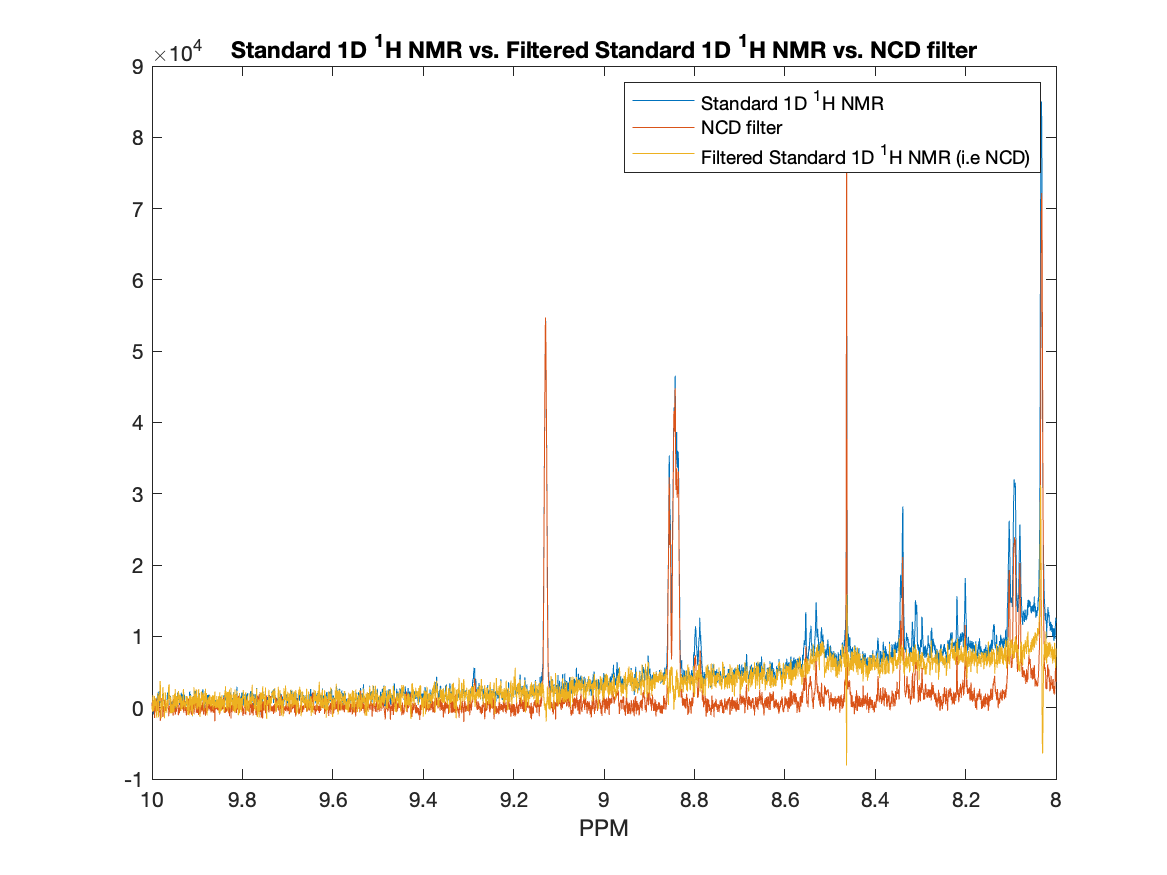 ×10⁴
Standard 1D ¹H NMR vs. Filtered Standard 1D ¹H NMR vs. NCD filter
9
8
7
6
5
4
3
2
1
0
-1
Standard 1D ¹H NMR
NCD filter
Filtered Standard 1D ¹H NMR (i.e NCD)
10 9.8 9.6 9.4 9.2 9 8.8 8.6 8.4 8.2 8
PPM